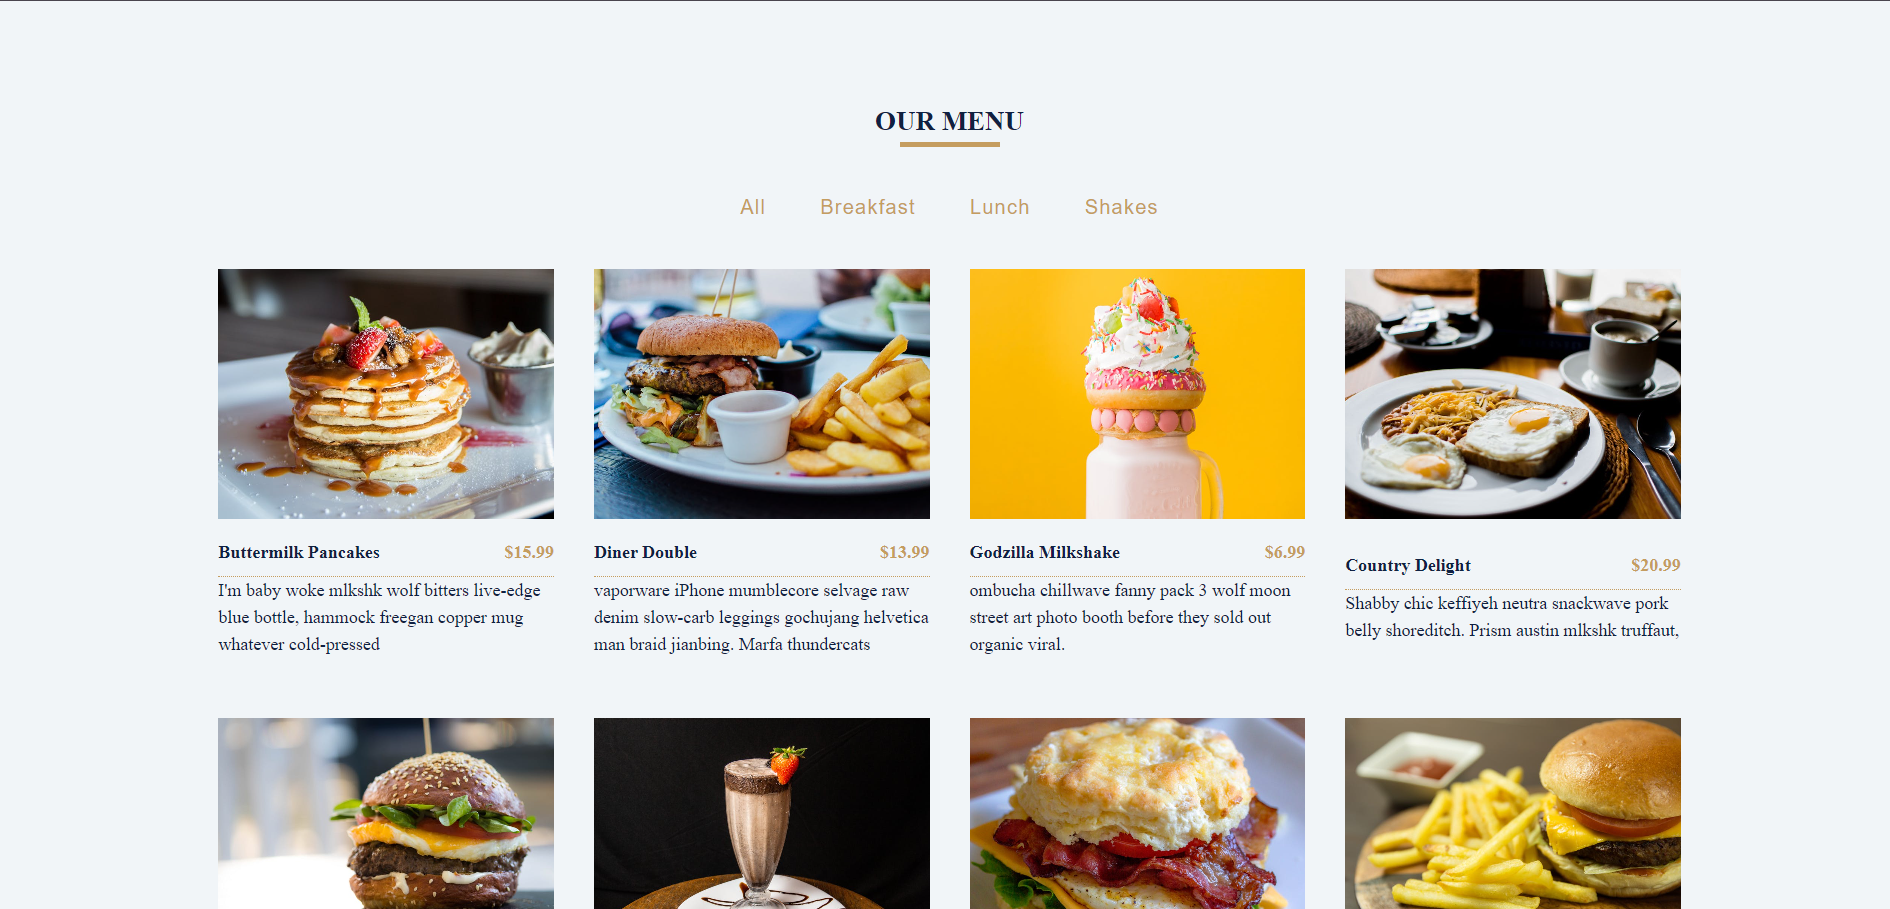 OUR MENU
All Breakfast Lunch Shakes
Buttermilk Pancakes $15.99
I'm baby woke mlkshk wolf bitters live-edge
blue bottle, hammock freegan copper mug
whatever cold-pressed
Diner Double $13.99
vaporware iPhone mumblecore selvage raw
denim slow-carb leggings gochujang helvetica
man braid jianbing. Marfa thundercats
Godzilla Milkshake $6.99
ombucha chillwave fanny pack 3 wolf moon
street art photo booth before they sold out
organic viral.
Country Delight $20.99
Shabby chic keffiyeh neutra snackwave pork
belly shoreditch. Prism austin mlkshk truffaut,